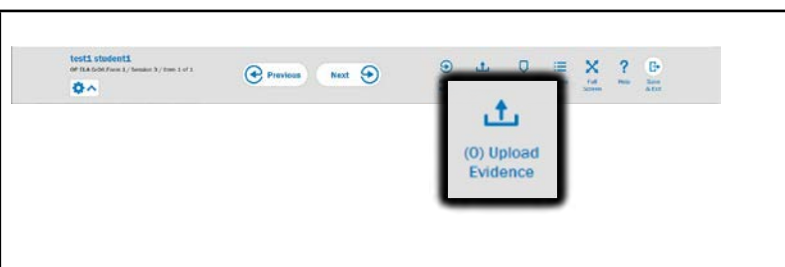 test1 student1
Previous
Next
Full
Screen
Help
Save
& Exit
(0) Upload
Evidence